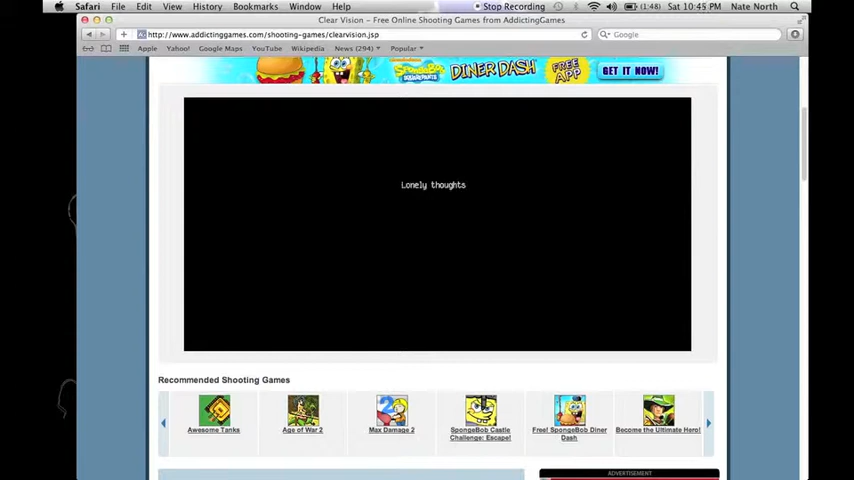 Safari File Edit View History Bookmarks Window Help Stop Recording (1:48) Sat 10:45 PM Nate North
Clear Vision – Free Online Shooting Games from AddictingGames
http://www.addictinggames.com/shooting-games/clearvision.jsp Google
Apple Yahoo! Google Maps YouTube Wikipedia News (294) Popular
SPONGEBOB DINER DASH FREE APP GET IT NOW!
Lonely thoughts
Recommended Shooting Games
Awesome Tanks
Age of War 2
Max Damage 2
SpongeBob Castle
Challenge: Escape!
Free! SpongeBob Diner
Dash
Become the Ultimate Hero!
ADVERTISEMENT